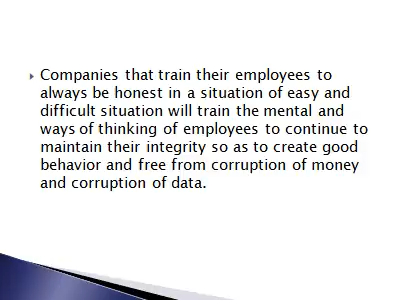 Companies that train their employees to
always be honest in a situation of easy and
difficult situation will train the mental and
ways of thinking of employees to continue to
maintain their integrity so as to create good
behavior and free from corruption of money
and corruption of data.